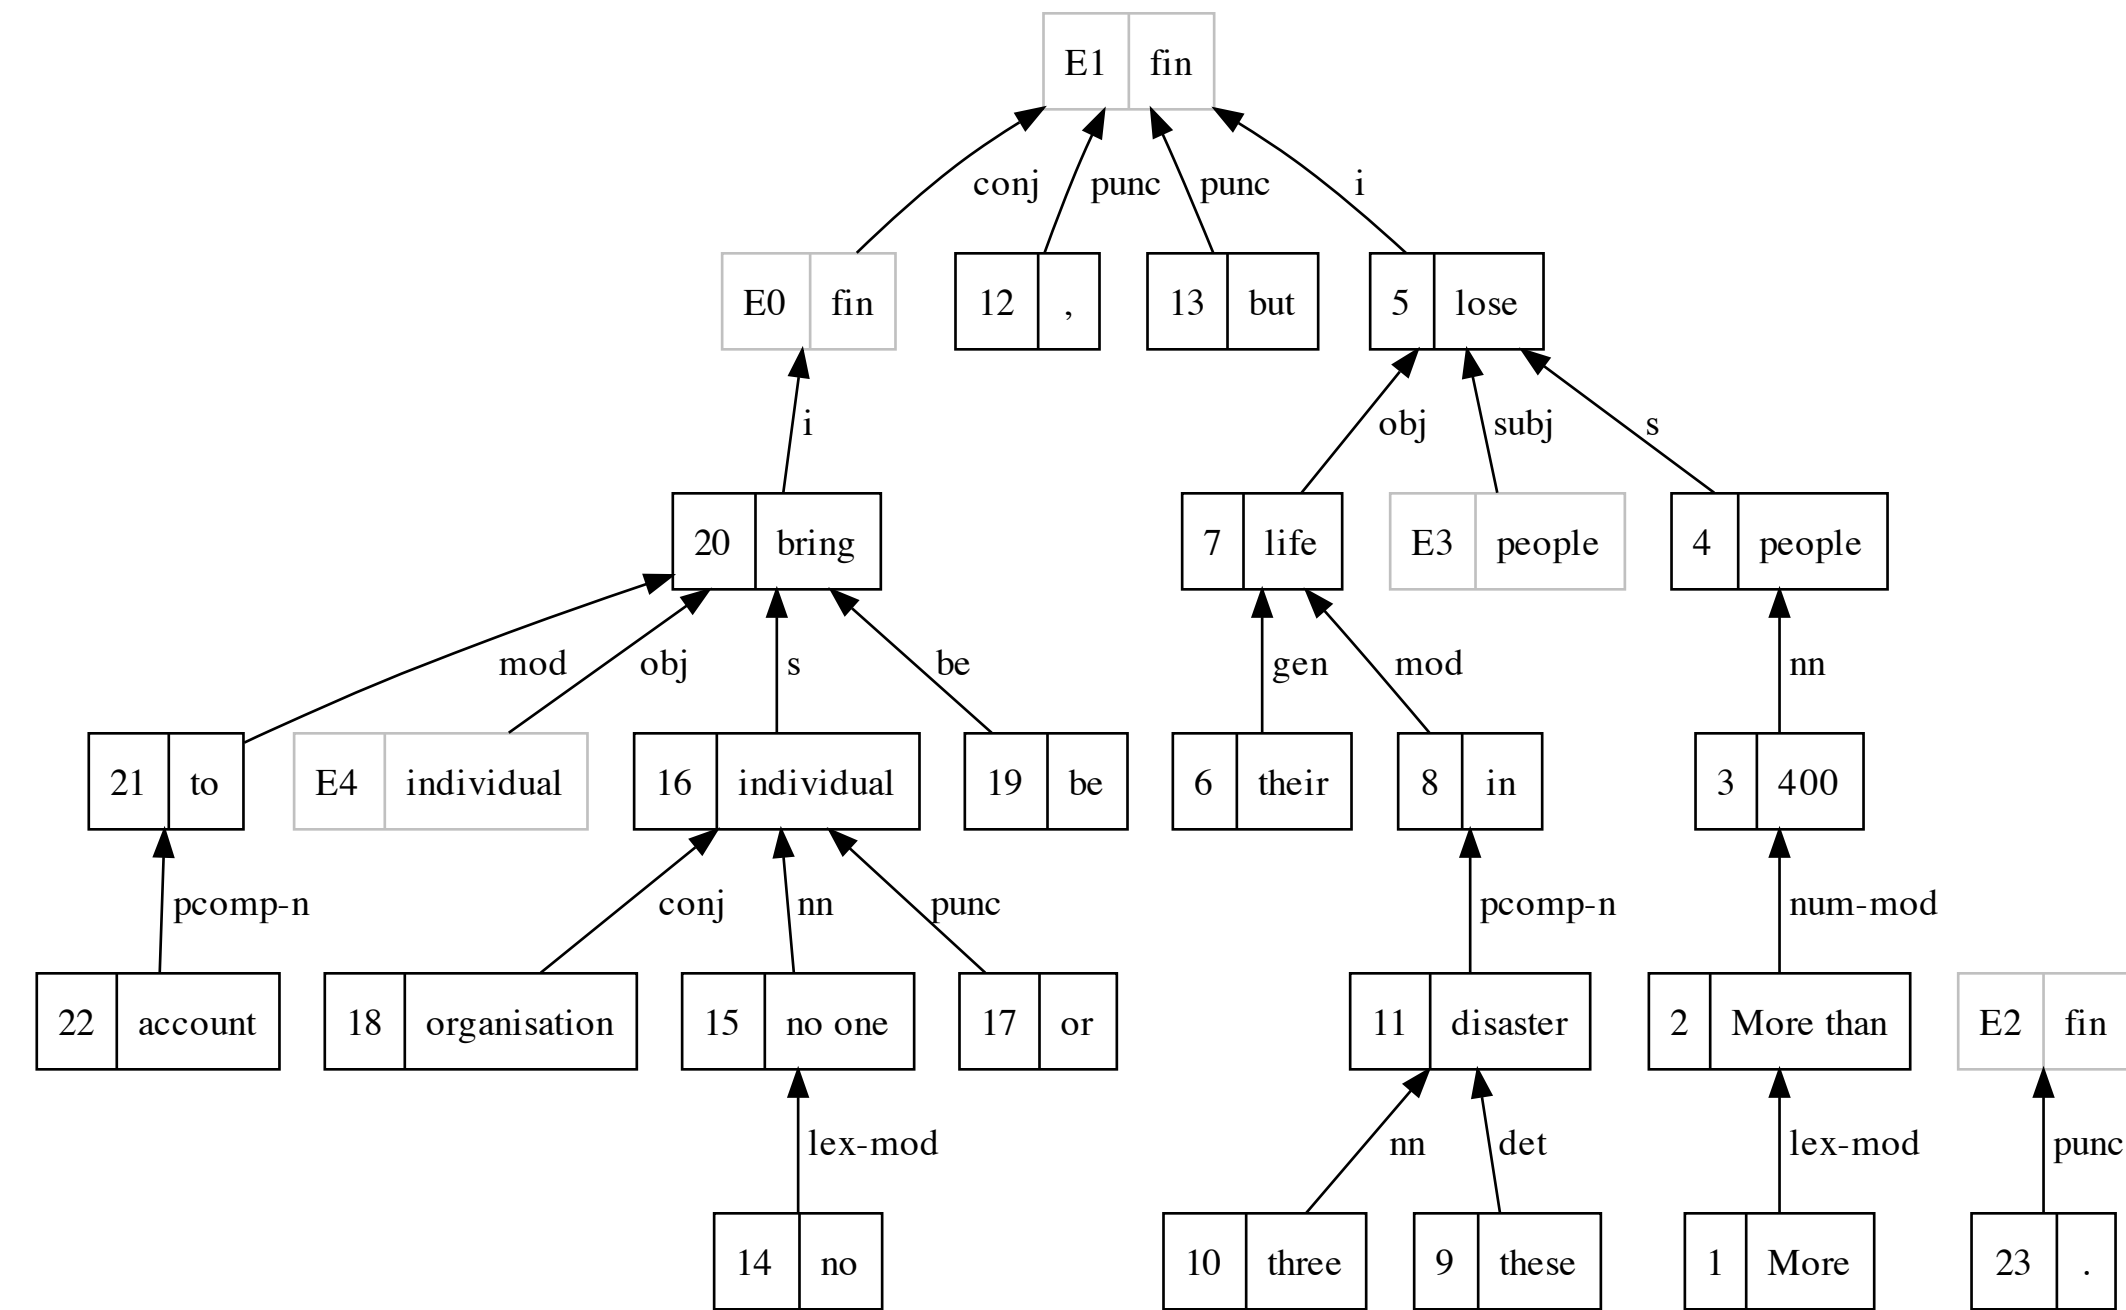 E1 fin
conj punc punc i
E0 fin 12 , 13 but 5 lose
i obj subj s
20 bring 7 life E3 people 4 people
mod obj s be gen mod nn
21 to E4 individual 16 individual 19 be 6 their 8 in 3 400
pcomp-n conj nn punc pcomp-n num-mod
22 account 18 organisation 15 no one 17 or 11 disaster 2 More than E2 fin
lex-mod nn det lex-mod punc
14 no 10 three 9 these 1 More 23 .